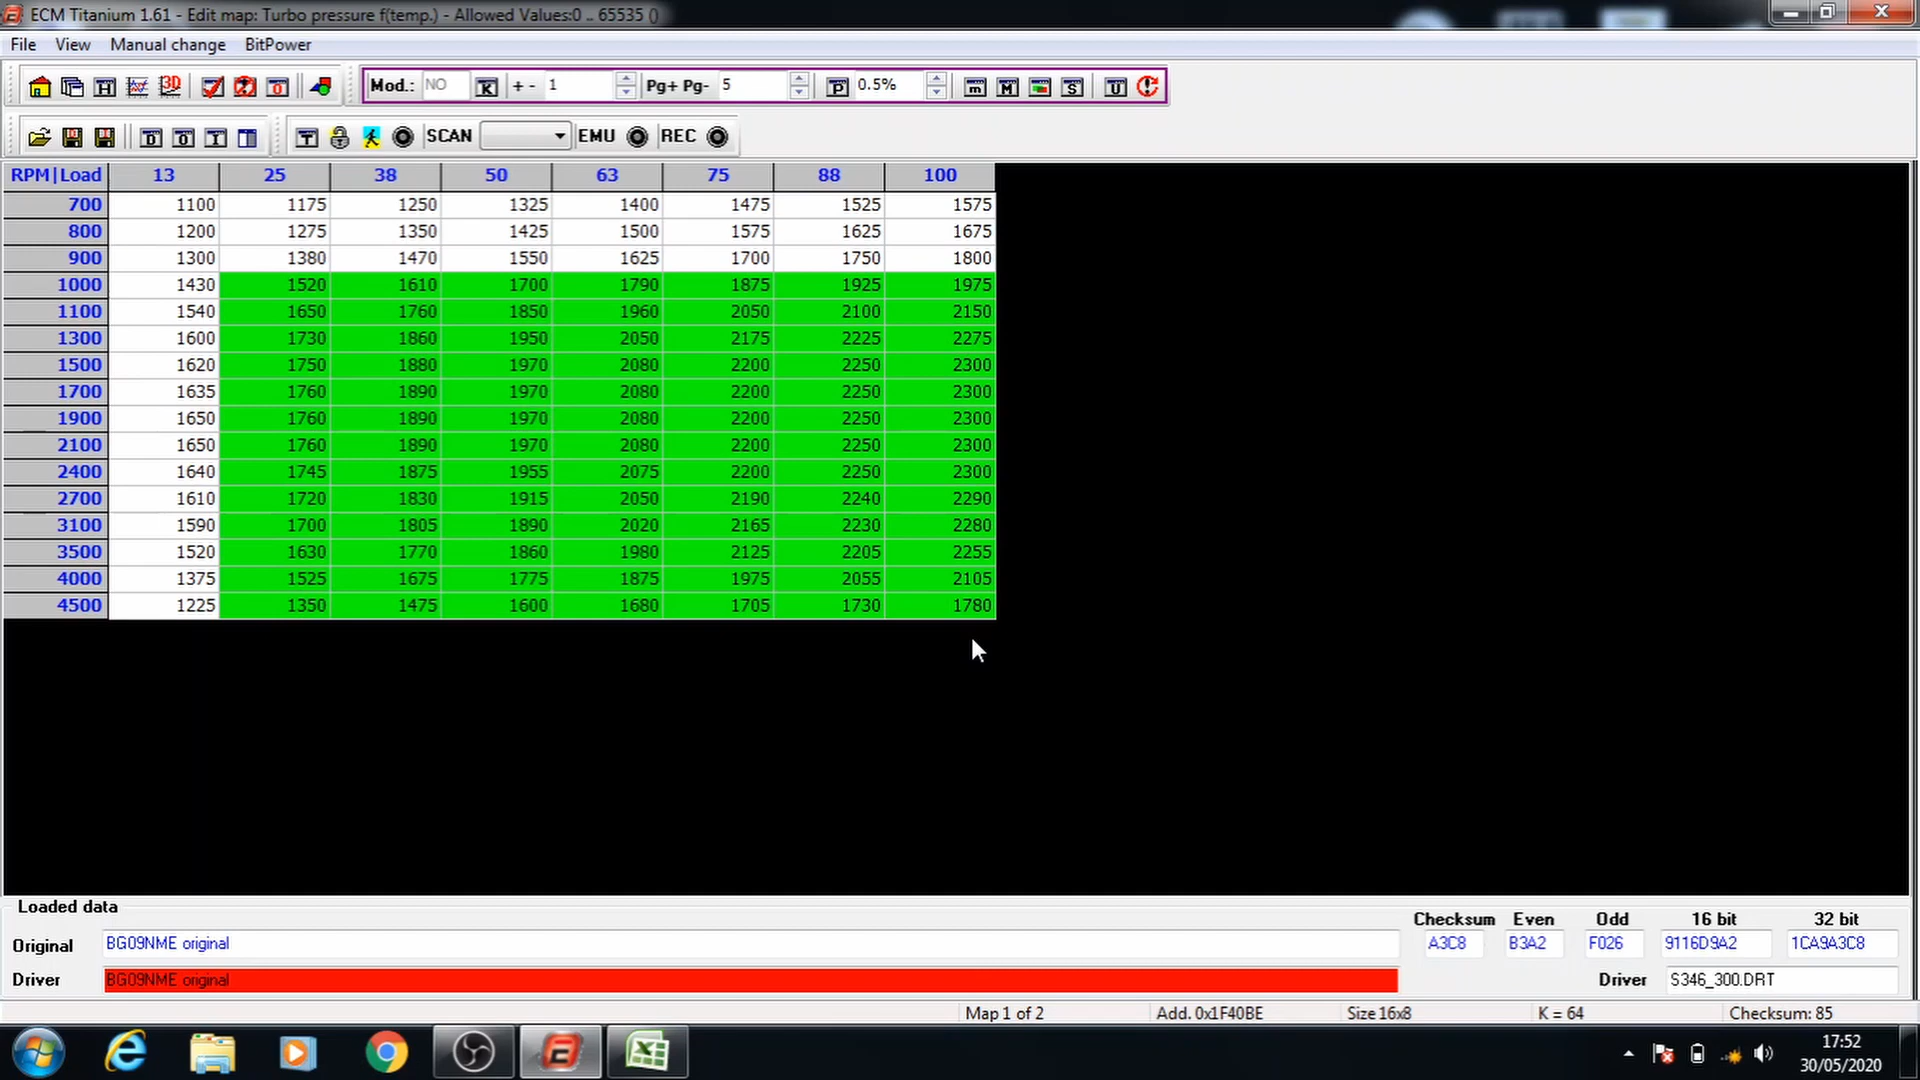 ECM Titanium 1.61 - Edit map: Turbo pressure f(temp.) - Allowed Values:0 .. 65535 ()
File View Manual change BitPower
H 3D O Mod.: NO K + - 1 Pg+ Pg- 5 P 0.5% m M S U
D O I T SCAN EMU REC
RPM|Load 13 25 38 50 63 75 88 100
700 1100 1175 1250 1325 1400 1475 1525 1575
800 1200 1275 1350 1425 1500 1575 1625 1675
900 1300 1380 1470 1550 1625 1700 1750 1800
1000 1430 1520 1610 1700 1790 1875 1925 1975
1100 1540 1650 1760 1850 1960 2050 2100 2150
1300 1600 1730 1860 1950 2050 2175 2225 2275
1500 1620 1750 1880 1970 2080 2200 2250 2300
1700 1635 1760 1890 1970 2080 2200 2250 2300
1900 1650 1760 1890 1970 2080 2200 2250 2300
2100 1650 1760 1890 1970 2080 2200 2250 2300
2400 1640 1745 1875 1955 2075 2200 2250 2300
2700 1610 1720 1830 1915 2050 2190 2240 2290
3100 1590 1700 1805 1890 2020 2165 2230 2280
3500 1520 1630 1770 1860 1980 2125 2205 2255
4000 1375 1525 1675 1775 1875 1975 2055 2105
4500 1225 1350 1475 1600 1680 1705 1730 1780
Loaded data
Checksum Even Odd 16 bit 32 bit
Original BG09NME original A3C8 B3A2 F026 9116D9A2 1CA9A3C8
Driver BG09NME original Driver S346_300.DRT
Map 1 of 2 Add. 0x1F40BE Size 16x8 K = 64 Checksum: 85
17:52
30/05/2020